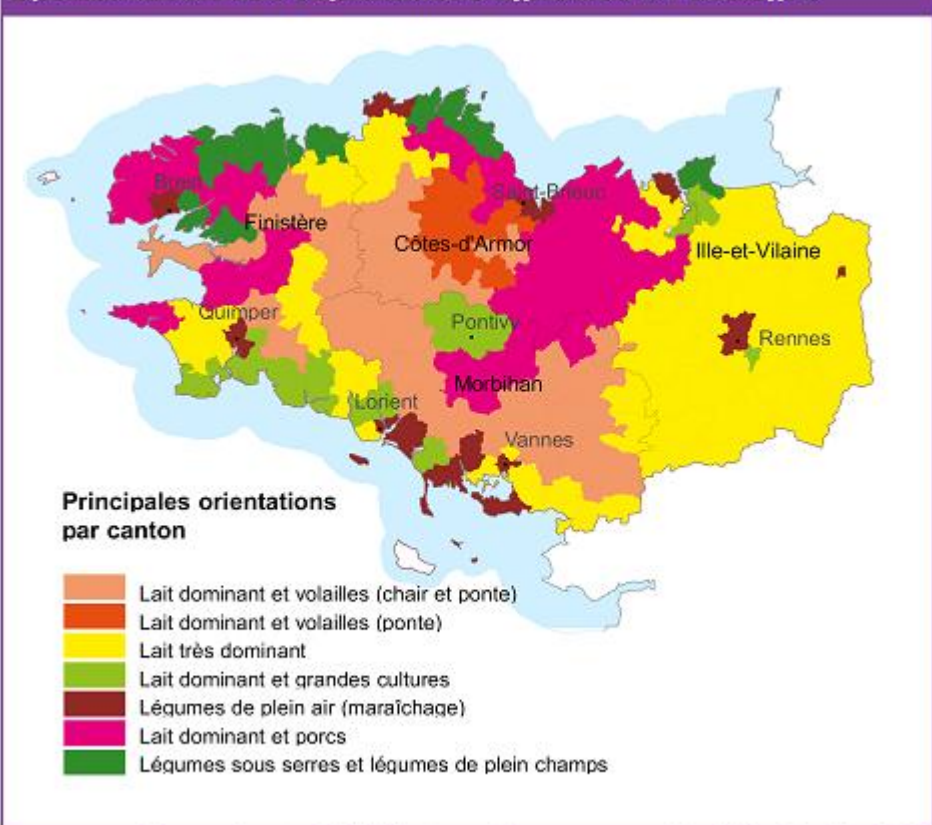 Brest
Saint-Brieuc
Finistère
Côtes-d'Armor
Ille-et-Vilaine
Quimper
Pontivy
Rennes
Morbihan
Lorient
Vannes
Principales orientations
par canton
Lait dominant et volailles (chair et ponte)
Lait dominant et volailles (ponte)
Lait très dominant
Lait dominant et grandes cultures
Légumes de plein air (maraîchage)
Lait dominant et porcs
Légumes sous serres et légumes de plein champs